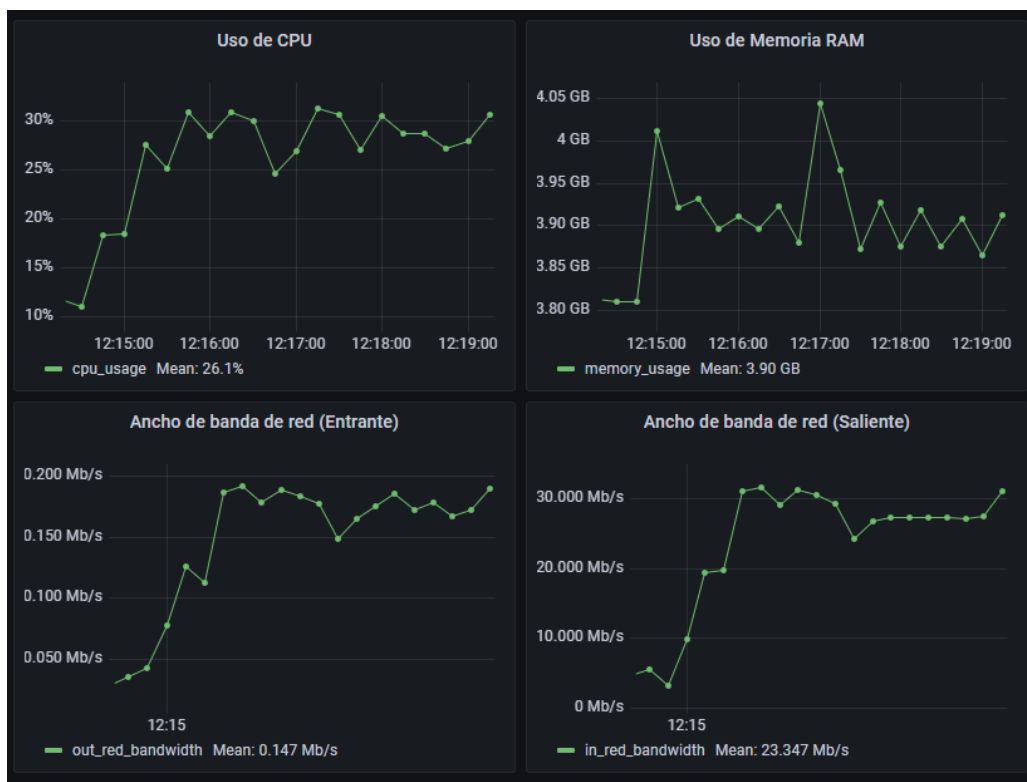 Uso de CPU
30%
25%
20%
15%
10%
12:15:00 12:16:00 12:17:00 12:18:00 12:19:00
cpu_usage Mean: 26.1%
Uso de Memoria RAM
4.05 GB
4 GB
3.95 GB
3.90 GB
3.85 GB
3.80 GB
12:15:00 12:16:00 12:17:00 12:18:00 12:19:00
memory_usage Mean: 3.90 GB
Ancho de banda de red (Entrante)
0.200 Mb/s
0.150 Mb/s
0.100 Mb/s
0.050 Mb/s
12:15
out_red_bandwidth Mean: 0.147 Mb/s
Ancho de banda de red (Saliente)
30.000 Mb/s
20.000 Mb/s
10.000 Mb/s
0 Mb/s
12:15
in_red_bandwidth Mean: 23.347 Mb/s